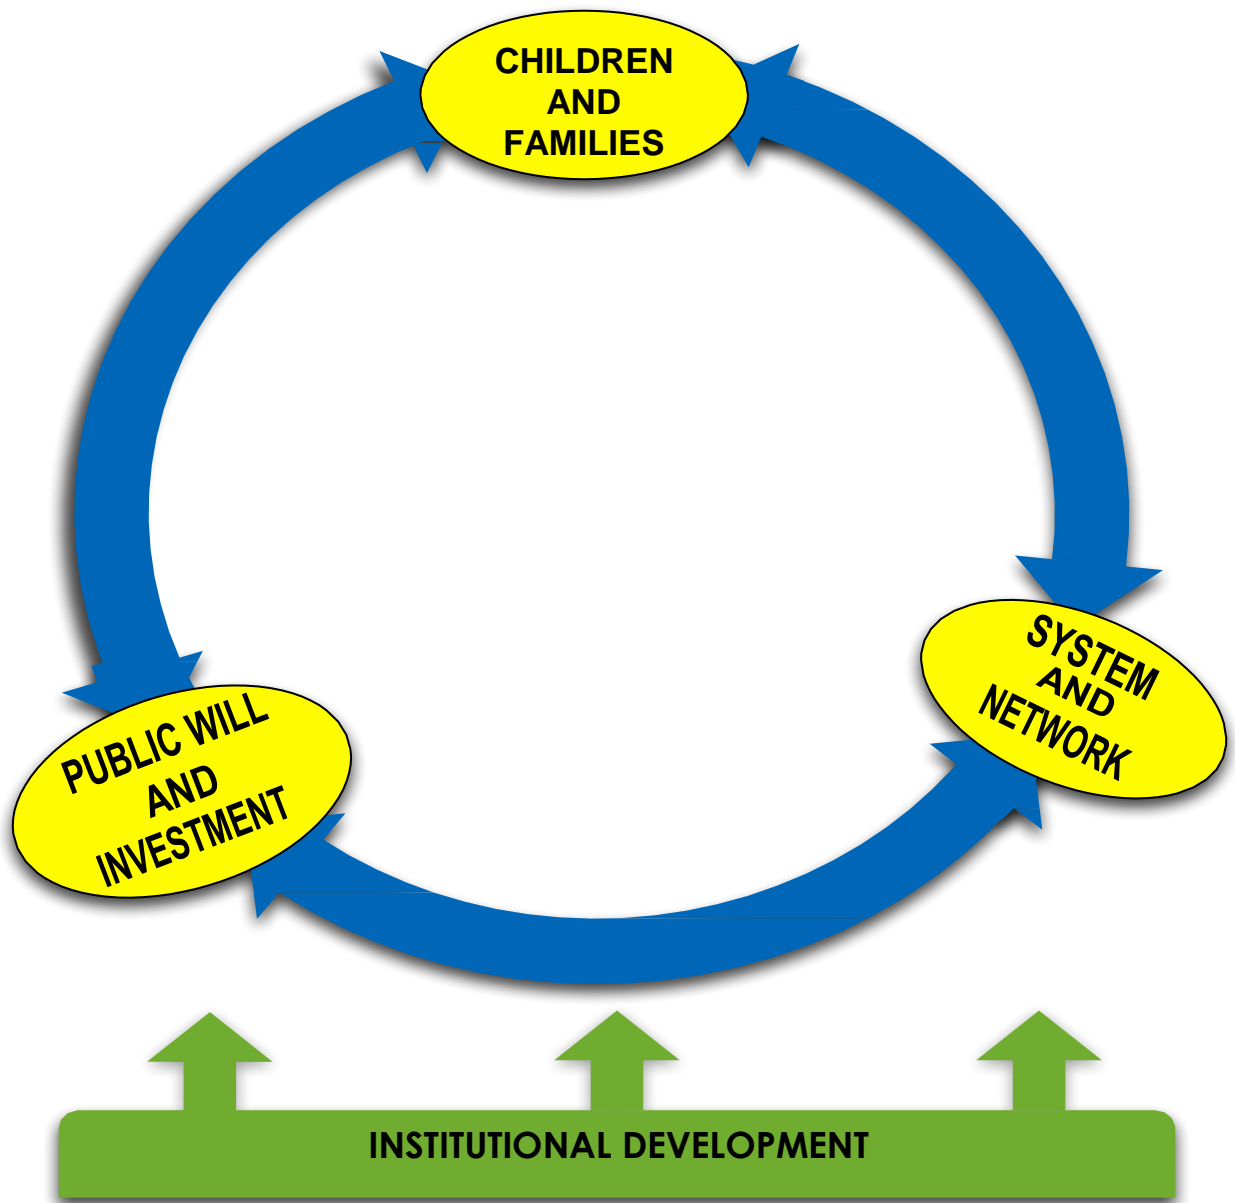 CHILDREN
AND
FAMILIES
SYSTEM
AND
NETWORK
PUBLIC WILL
AND
INVESTMENT
INSTITUTIONAL DEVELOPMENT